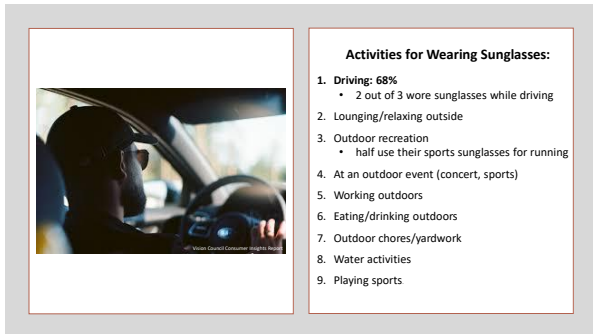 Activities for Wearing Sunglasses:
1. Driving: 68%
• 2 out of 3 wore sunglasses while driving
2. Lounging/relaxing outside
3. Outdoor recreation
• half use their sports sunglasses for running
4. At an outdoor event (concert, sports)
5. Working outdoors
6. Eating/drinking outdoors
7. Outdoor chores/yardwork
8. Water activities
9. Playing sports
Vision Council Consumer Insights Report